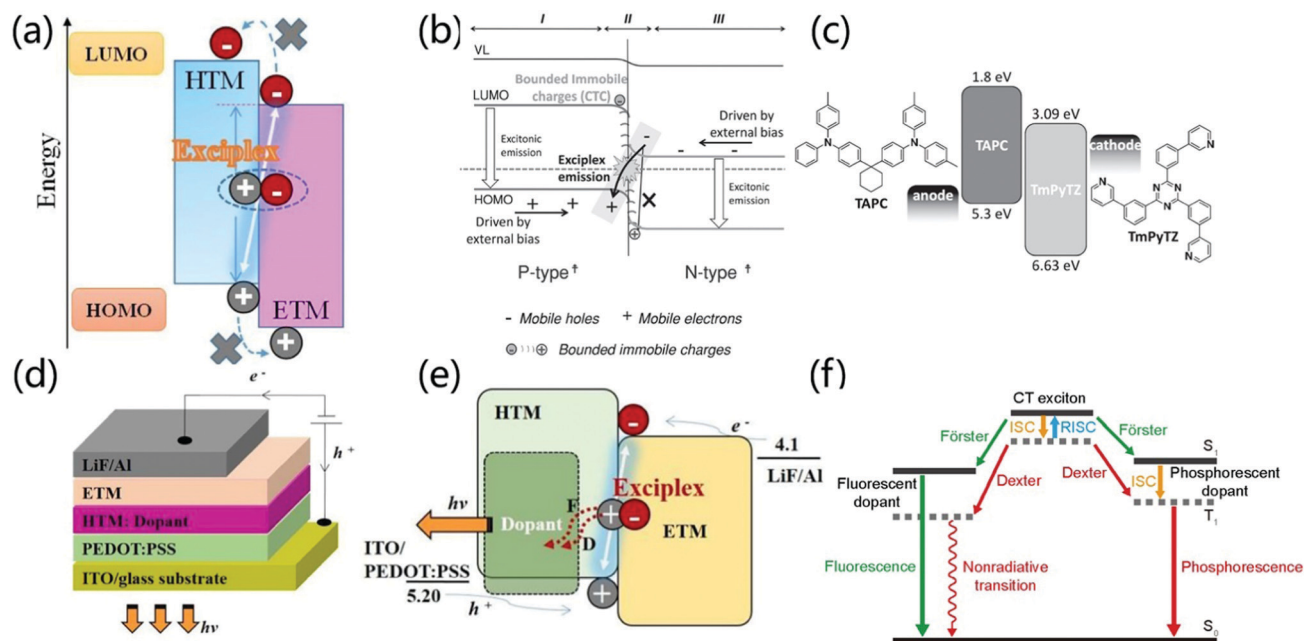 (a)
LUMO
HTM
-
-
Energy
Exciplex
+
-
HOMO
+
ETM
+
(b)
I
II
III
VL
Bounded Immobile
charges (CTC)
LUMO
Driven by
external bias
Excitonic
emission
Exciplex
emission
- - -
Excitonic
emission
HOMO
+ + +
Driven by
external bias
P-type
N-type
- Mobile holes + Mobile electrons
Bounded immobile charges
(c)
1.8 eV
3.09 eV
TAPC
cathode
TmPyTZ
N
N
TAPC
anode
5.3 eV
6.63 eV
N
N
N
N
N
N
TmPyTZ
(d)
e-
h+
LiF/Al
ETM
HTM: Dopant
PEDOT:PSS
ITO/glass substrate
hv
(e)
HTM
-
e-
4.1
LiF/Al
Exciplex
hv
Dopant
F
+
-
D
ETM
ITO/
PEDOT:PSS
5.20
h+
+
(f)
CT exciton
ISC
RISC
Förster
Förster
S1
Dexter
Dexter
ISC
Fluorescent
dopant
Phosphorescent
dopant
T1
Fluorescence
Nonradiative
transition
Phosphorescence
S0